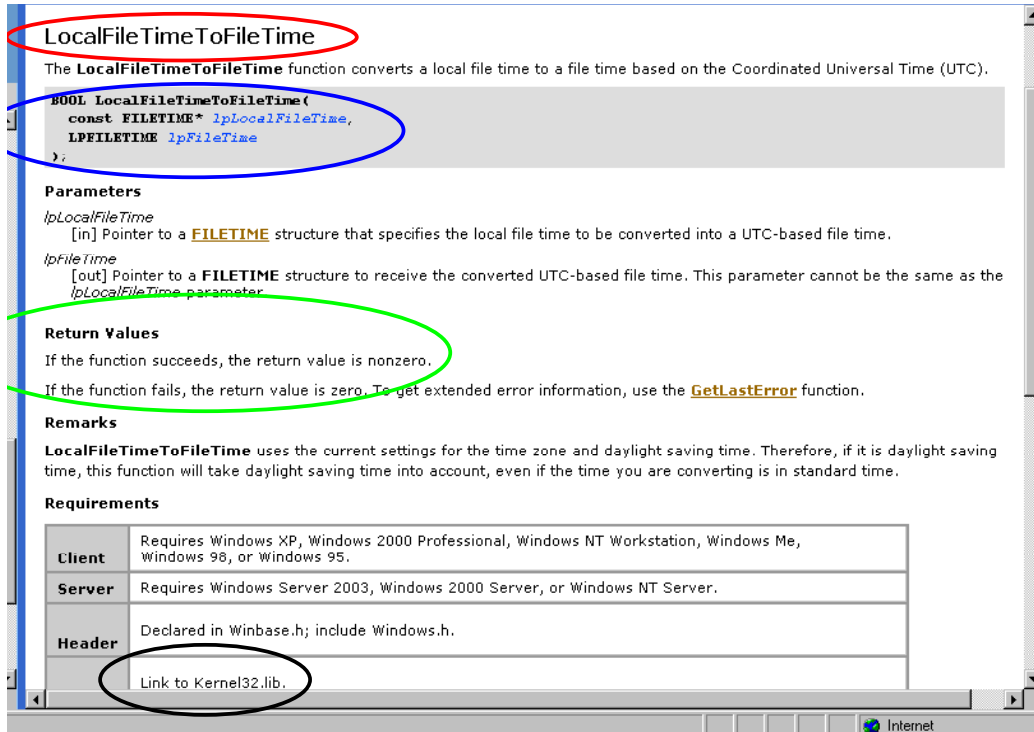 LocalFileTimeToFileTime
The LocalFileTimeToFileTime function converts a local file time to a file time based on the Coordinated Universal Time (UTC).
BOOL LocalFileTimeToFileTime(
const FILETIME* lpLocalFileTime,
LPFILETIME lpFileTime
);
Parameters
lpLocalFileTime
[in] Pointer to a FILETIME structure that specifies the local file time to be converted into a UTC-based file time.
lpFileTime
[out] Pointer to a FILETIME structure to receive the converted UTC-based file time. This parameter cannot be the same as the
lpLocalFileTime parameter.
Return Values
If the function succeeds, the return value is nonzero.
If the function fails, the return value is zero. To get extended error information, use the GetLastError function.
Remarks
LocalFileTimeToFileTime uses the current settings for the time zone and daylight saving time. Therefore, if it is daylight saving
time, this function will take daylight saving time into account, even if the time you are converting is in standard time.
Requirements
Client
Requires Windows XP, Windows 2000 Professional, Windows NT Workstation, Windows Me,
Windows 98, or Windows 95.
Server
Requires Windows Server 2003, Windows 2000 Server, or Windows NT Server.
Header
Declared in Winbase.h; include Windows.h.
Link to Kernel32.lib.
Internet